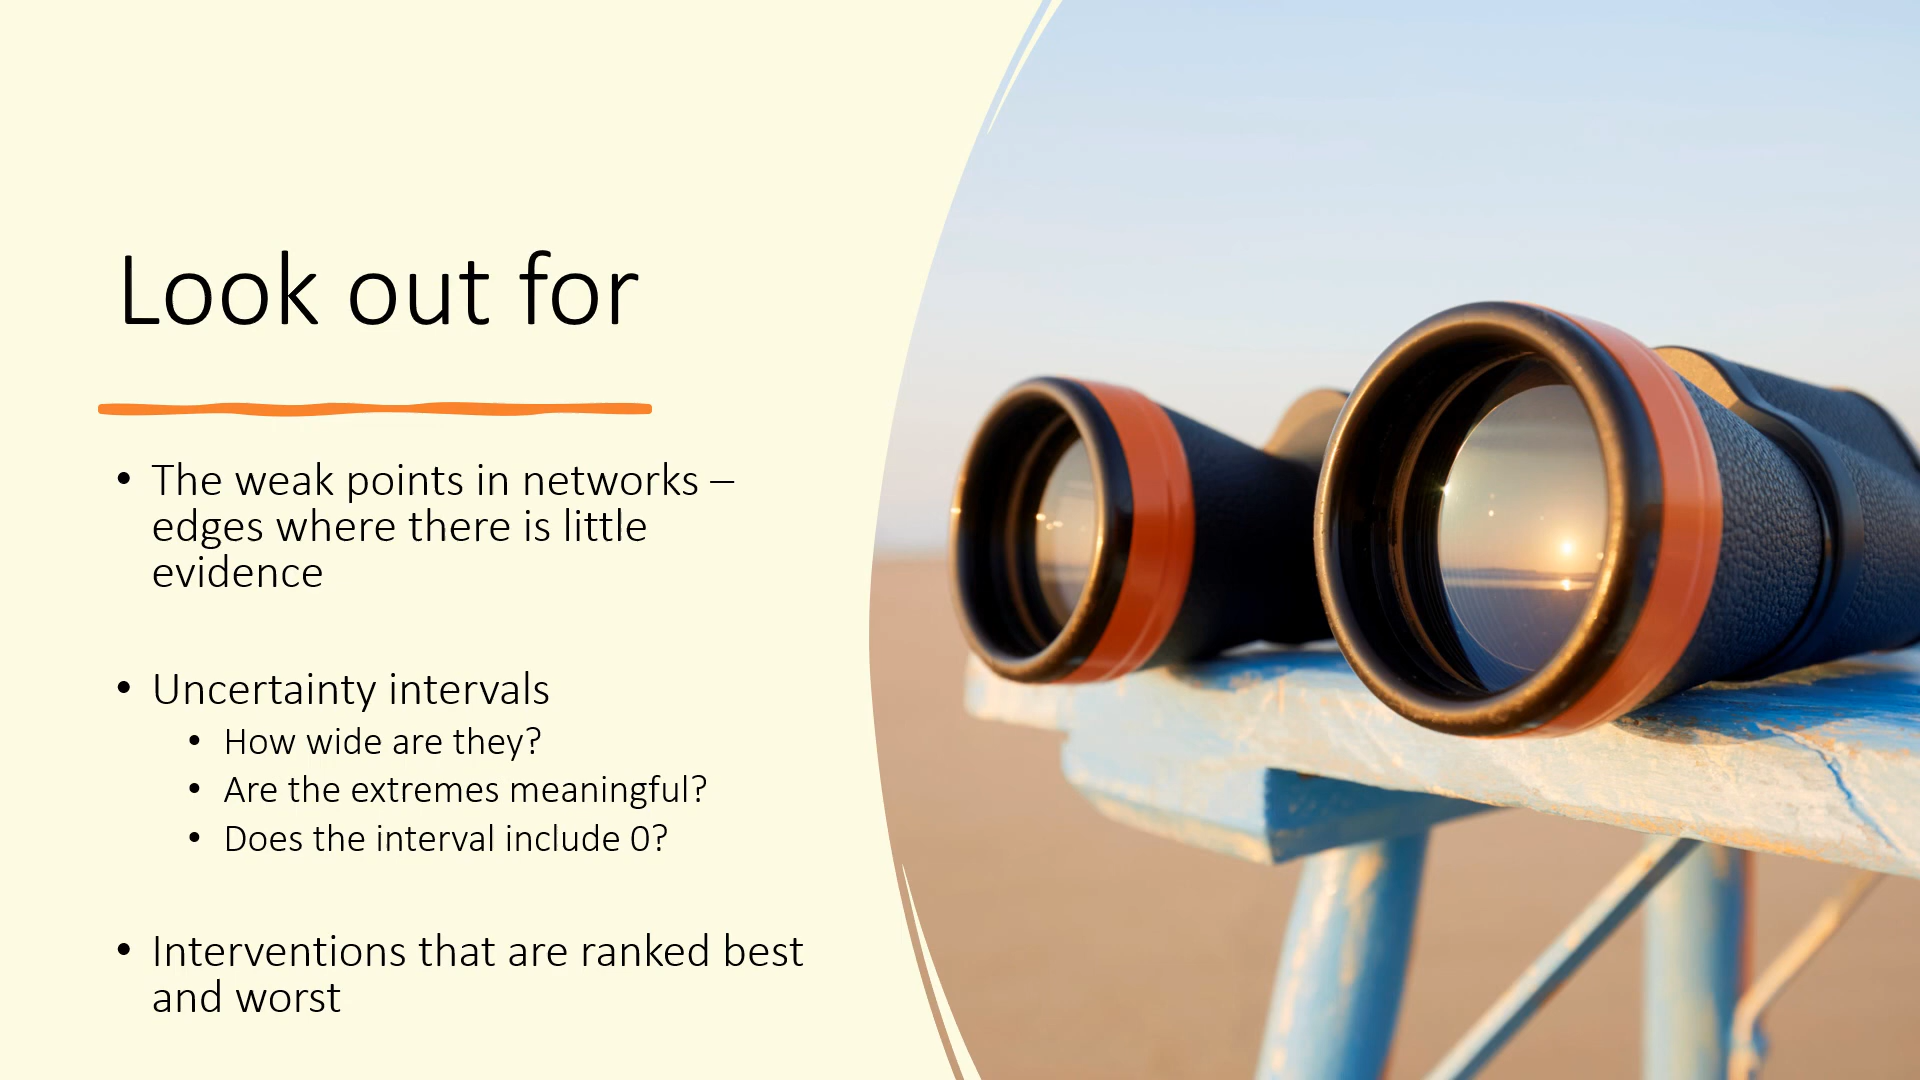 Look out for
• The weak points in networks –
edges where there is little
evidence
• Uncertainty intervals
• How wide are they?
• Are the extremes meaningful?
• Does the interval include 0?
• Interventions that are ranked best
and worst